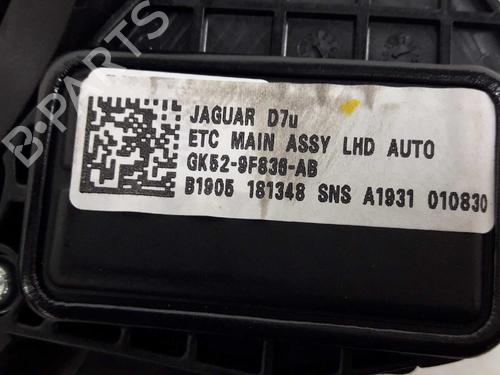 B-PARTS
JAGUAR D7u
ETC MAIN ASSY LHD AUTO
GK52-9F836-AB
B1905 181348 SNS A1931 010830